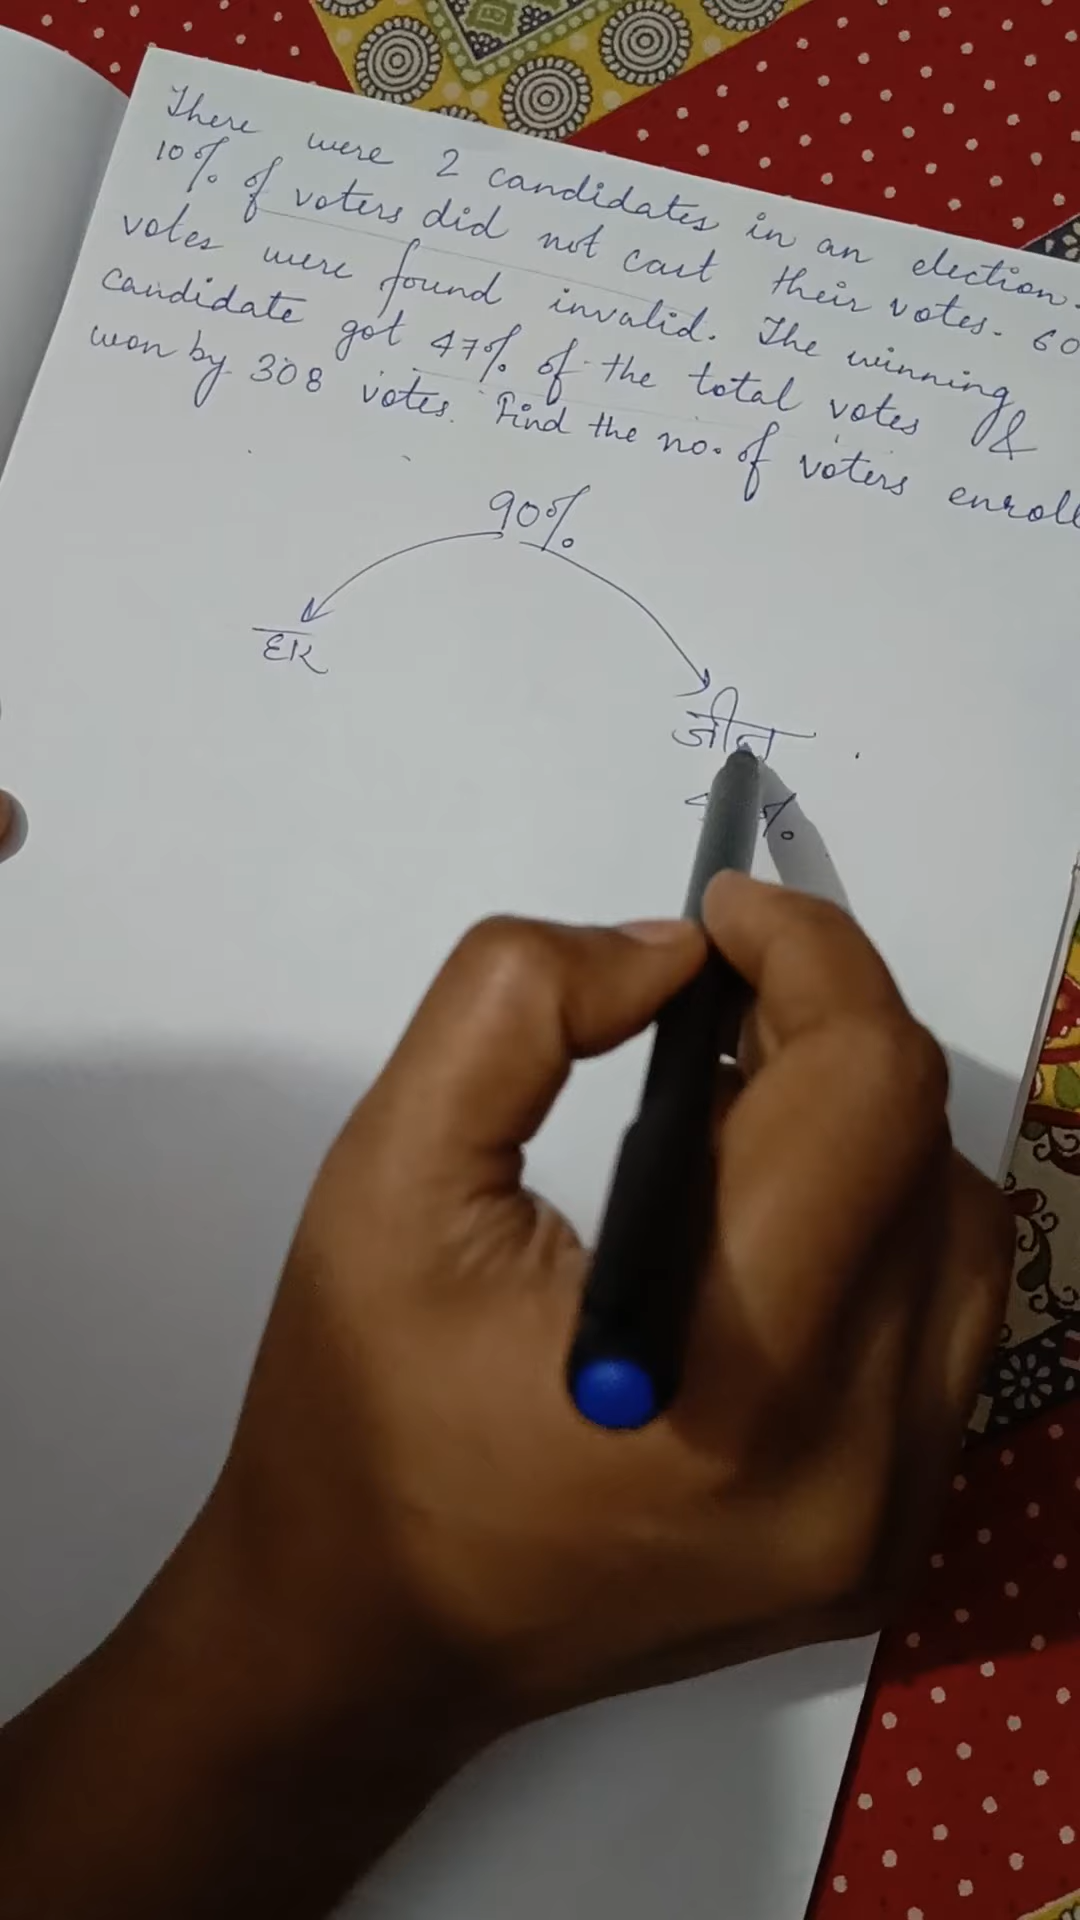 There were 2 candidates in an election.
10% of voters did not cast their votes. 60
votes were found invalid. The winning
candidate got 47% of the total votes &
won by 308 votes. Find the no. of voters enroll
90%
जीत
%